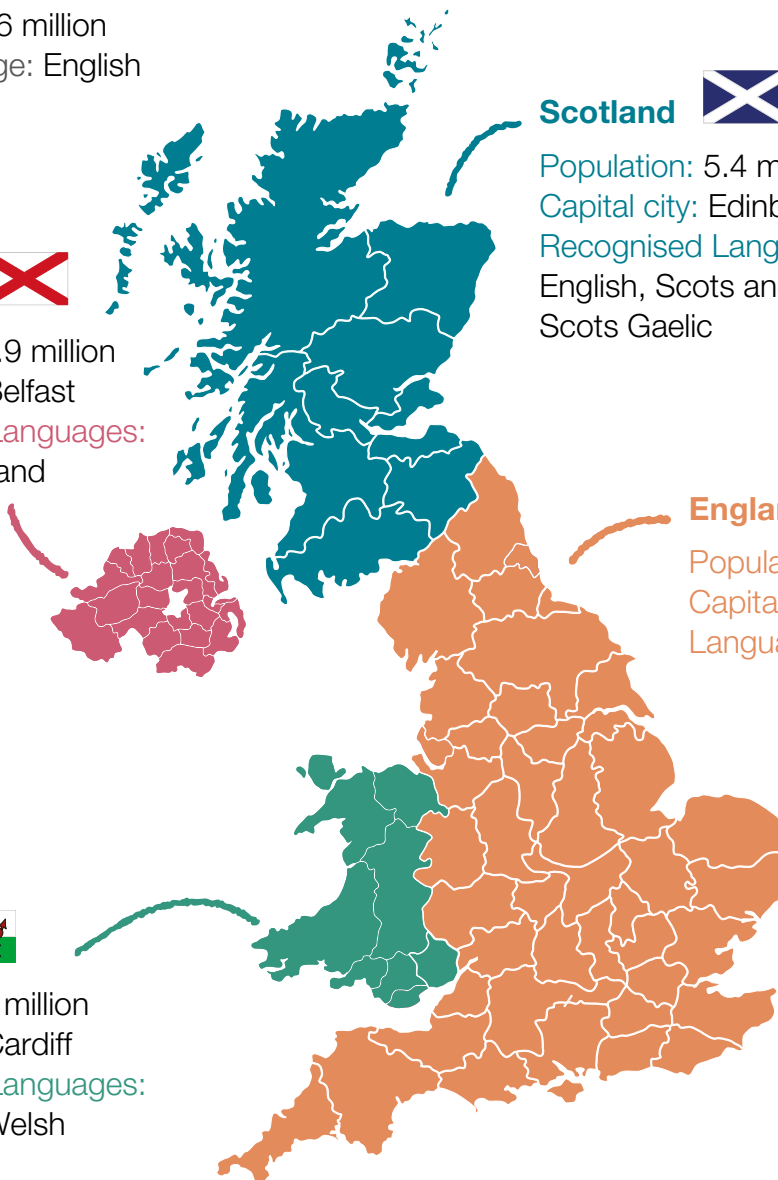 6 million
ge: English
Scotland
Population: 5.4 m
Capital city: Edinb
Recognised Lang
English, Scots an
Scots Gaelic
.9 million
Belfast
Languages:
and
Englan
Popula
Capita
Langua
million
Cardiff
Languages:
Welsh